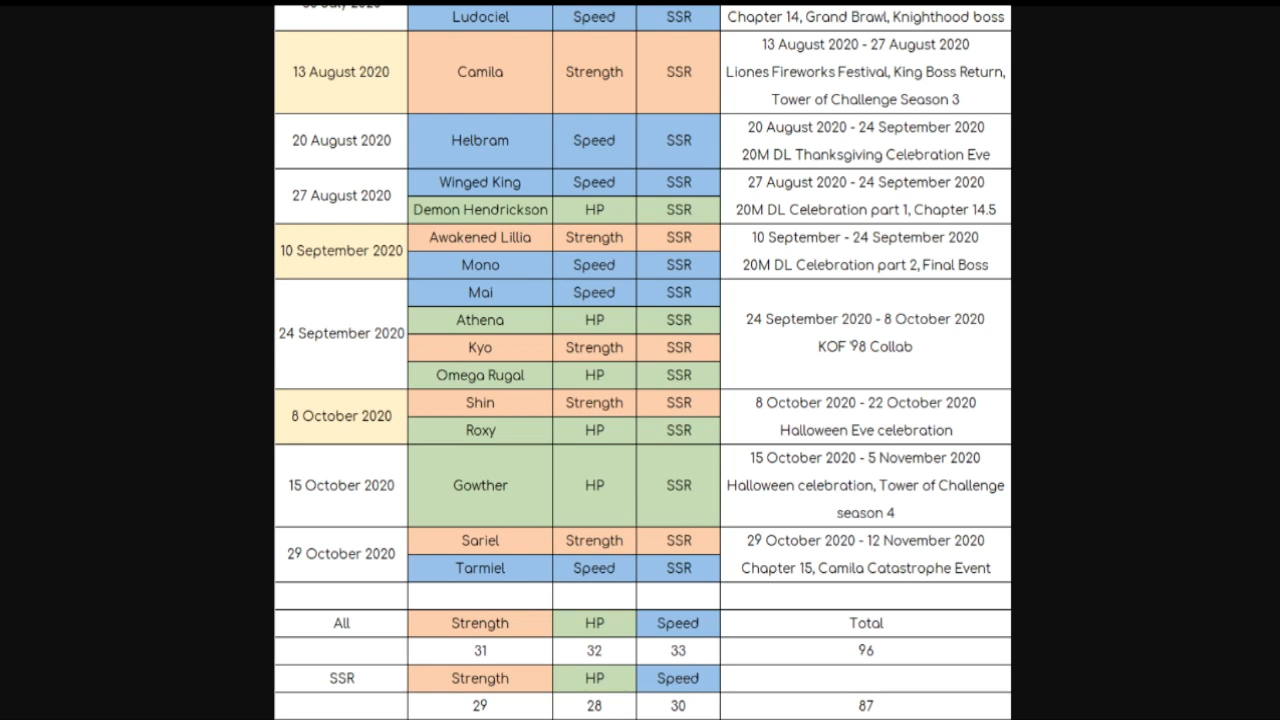 Ludociel Speed SSR Chapter 14, Grand Brawl, Knighthood boss
13 August 2020 - 27 August 2020
13 August 2020 Camila Strength SSR Liones Fireworks Festival, King Boss Return,
Tower of Challenge Season 3
20 August 2020 - 24 September 2020
20 August 2020 Helbram Speed SSR
20M DL Thanksgiving Celebration Eve
Winged King Speed SSR 27 August 2020 - 24 September 2020
27 August 2020
Demon Hendrickson HP SSR 20M DL Celebration part 1, Chapter 14.5
Awakened Lillia Strength SSR 10 September - 24 September 2020
10 September 2020
Mono Speed SSR 20M DL Celebration part 2, Final Boss
Mai Speed SSR
Athena HP SSR 24 September 2020 - 8 October 2020
24 September 2020
Kyo Strength SSR KOF '98 Collab
Omega Rugal HP SSR
Shin Strength SSR 8 October 2020 - 22 October 2020
8 October 2020
Roxy HP SSR Halloween Eve celebration
15 October 2020 - 5 November 2020
15 October 2020 Gowther HP SSR Halloween celebration, Tower of Challenge
season 4
Sariel Strength SSR 29 October 2020 - 12 November 2020
29 October 2020
Tarmiel Speed SSR Chapter 15, Camila Catastrophe Event
All Strength HP Speed Total
31 32 33 96
SSR Strength HP Speed
29 28 30 87